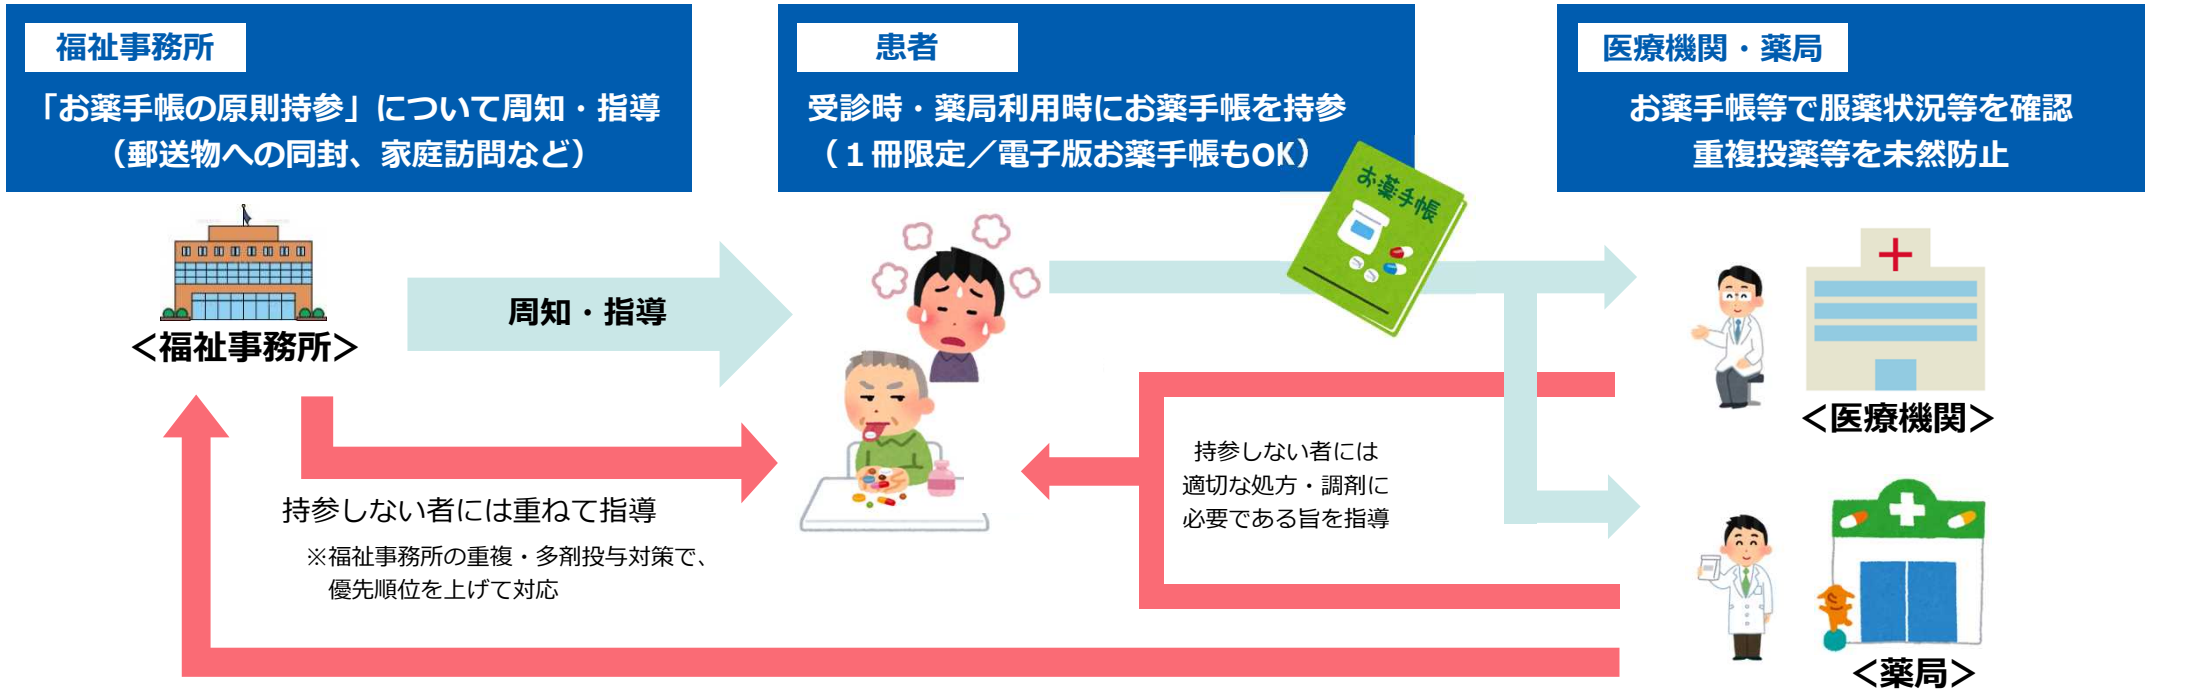 福祉事務所
「お薬手帳の原則持参」について周知・指導
（郵送物への同封、家庭訪問など）
患者
受診時・薬局利用時にお薬手帳を持参
（１冊限定／電子版お薬手帳もOK）
医療機関・薬局
お薬手帳等で服薬状況等を確認
重複投薬等を未然防止
お薬手帳
周知・指導
＜福祉事務所＞
＜医療機関＞
持参しない者には
適切な処方・調剤に
必要である旨を指導
持参しない者には重ねて指導
※福祉事務所の重複・多剤投与対策で、
優先順位を上げて対応
＜薬局＞